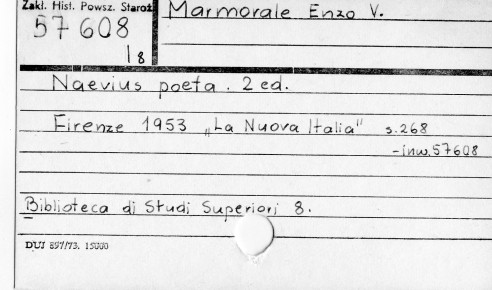 Zakł. Hist. Powsz. Staroż
57 608
18
Marmorale Enzo V.
Naevius poeta. 2 ed.
Firenze 1953 „La Nuova Italia" s.268
-inw.57608
Biblioteca di Studi Superiori 8.
DUJ 897/73. 15000